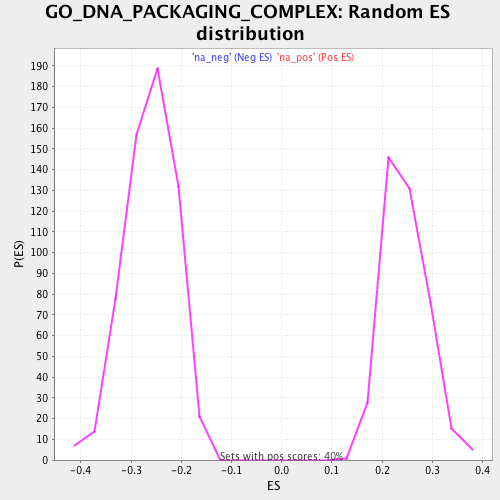 GO_DNA_PACKAGING_COMPLEX: Random ES
distribution
'na_neg' (Neg ES) 'na_pos' (Pos ES)
P(ES)
190
180
170
160
150
140
130
120
110
100
90
80
70
60
50
40
30
20
10
0
Sets with pos scores: 40%
-0.4 -0.3 -0.2 -0.1 0.0 0.1 0.2 0.3 0.4
ES